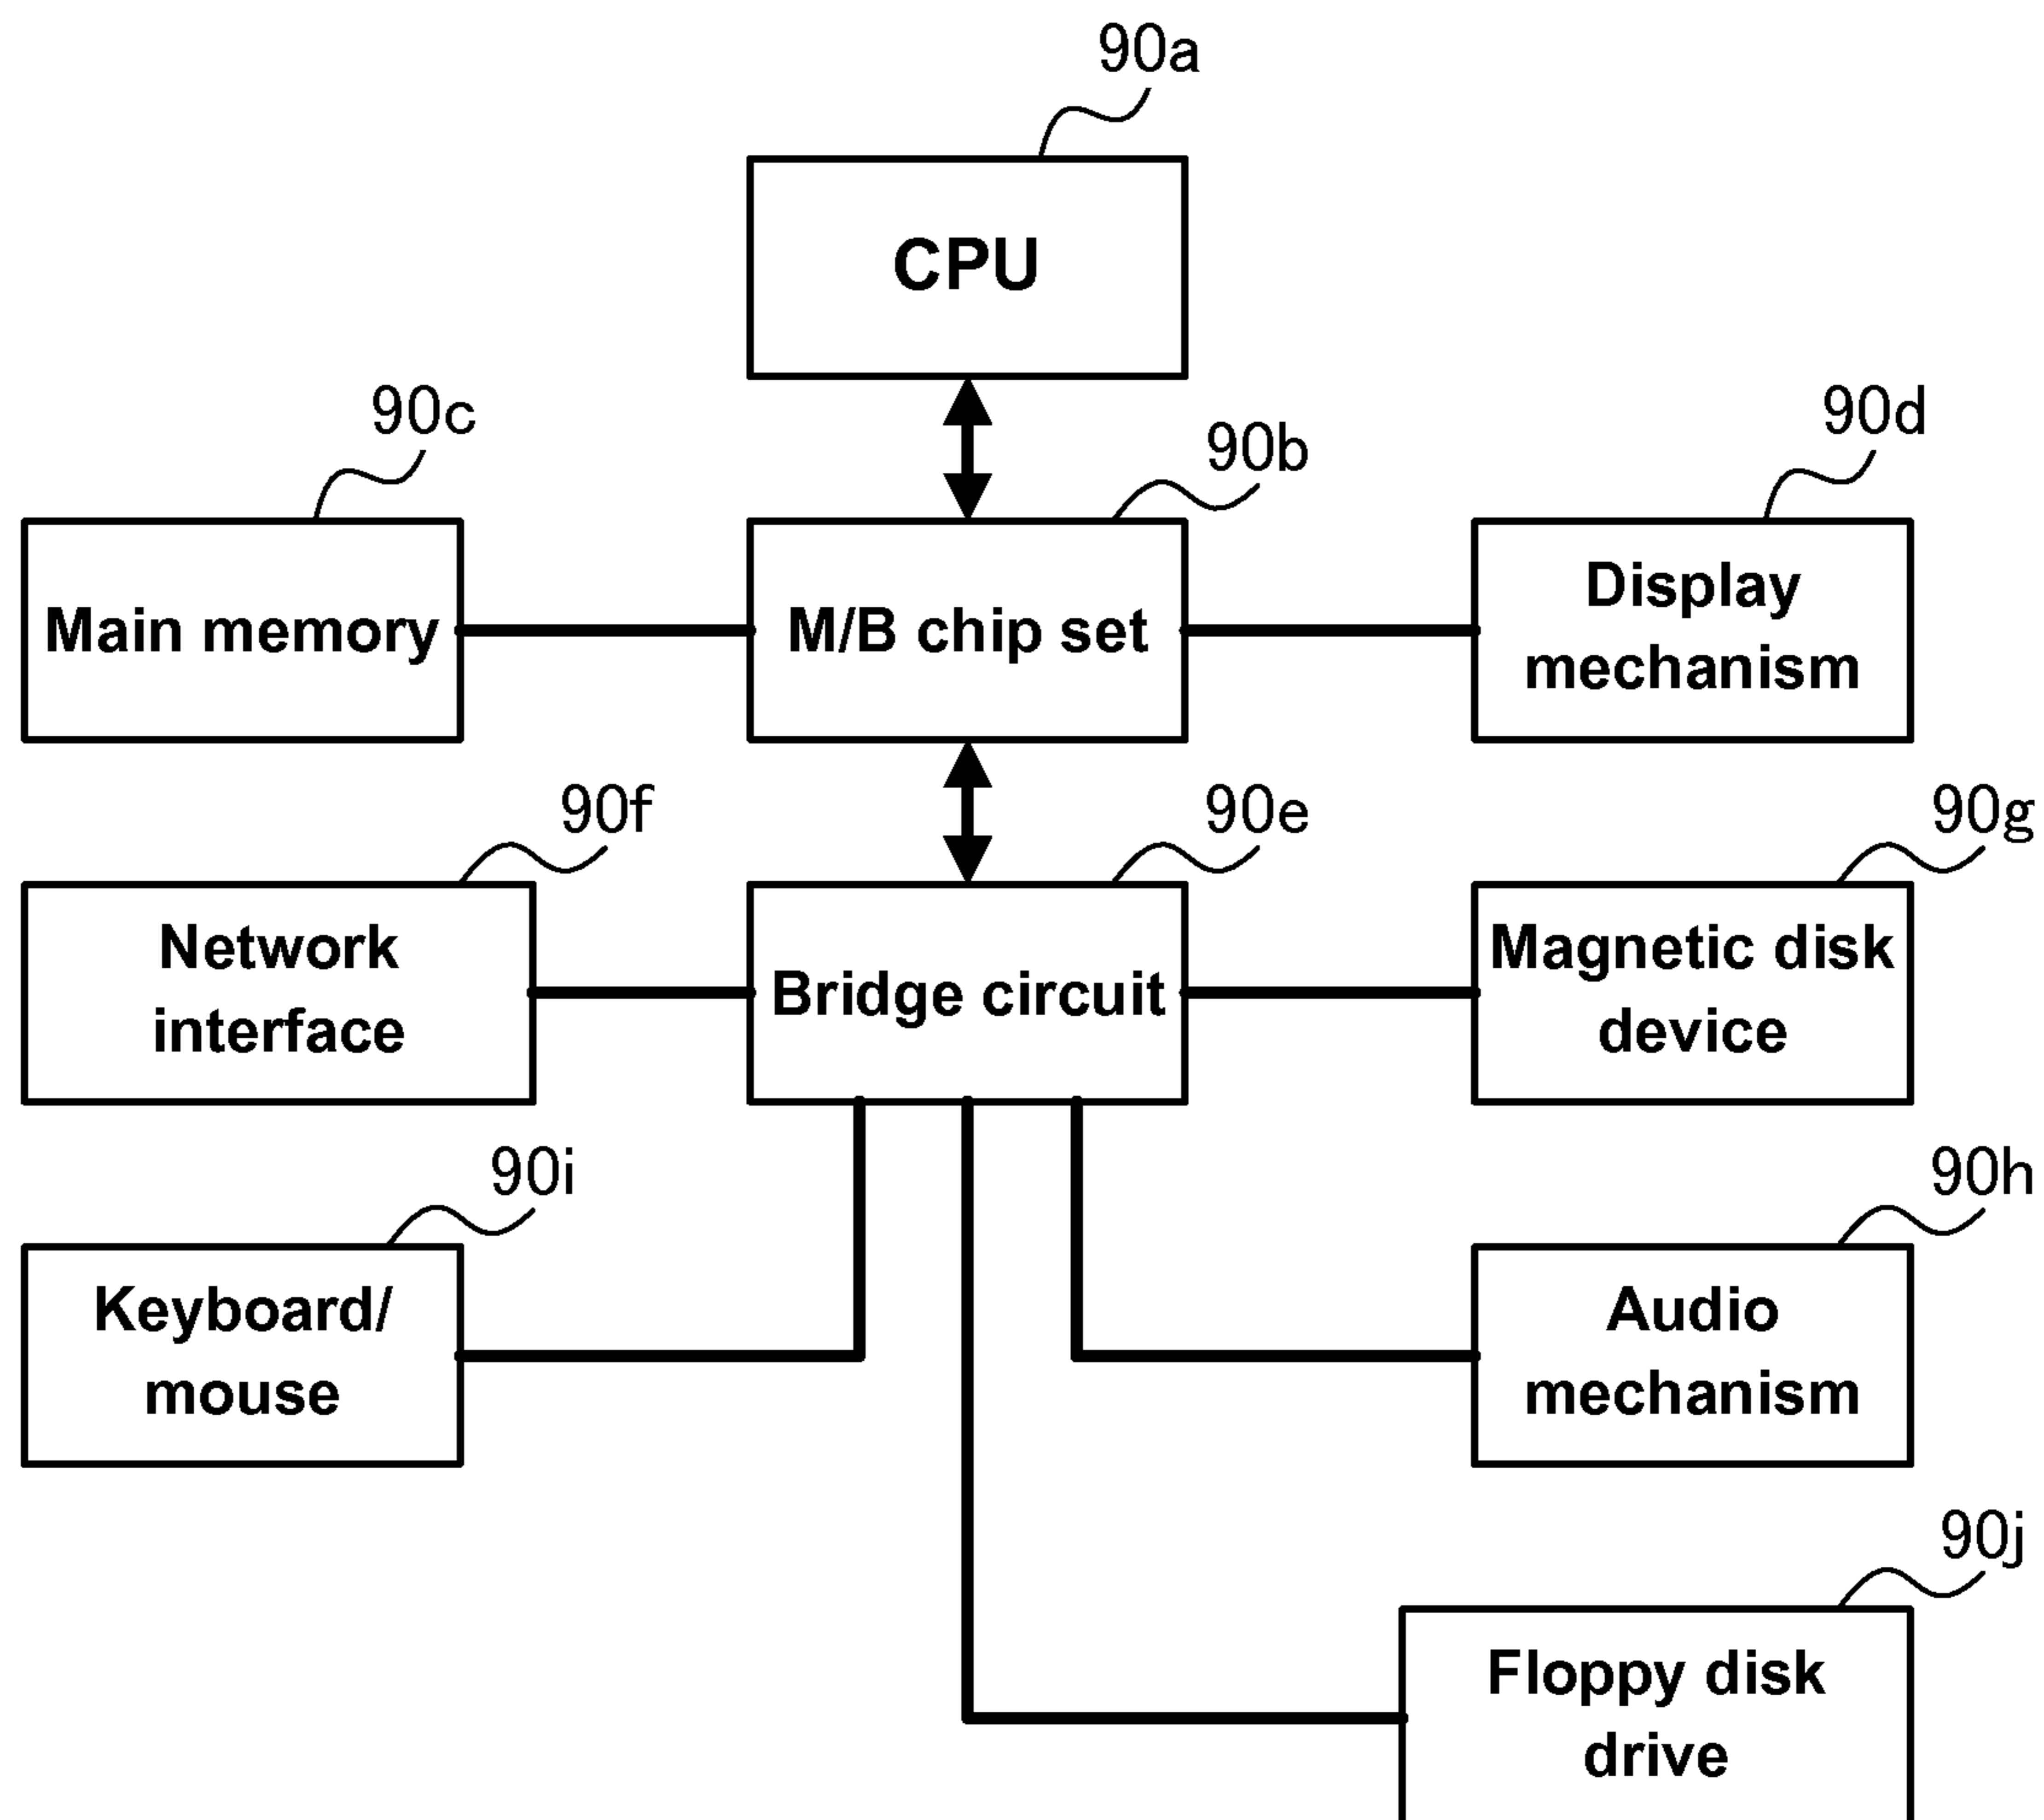 90a
CPU
90c
90b
90d
Main memory
M/B chip set
Display
mechanism
90f
90e
90g
Network
interface
Bridge circuit
Magnetic disk
device
90i
90h
Keyboard/
mouse
Audio
mechanism
90j
Floppy disk
drive